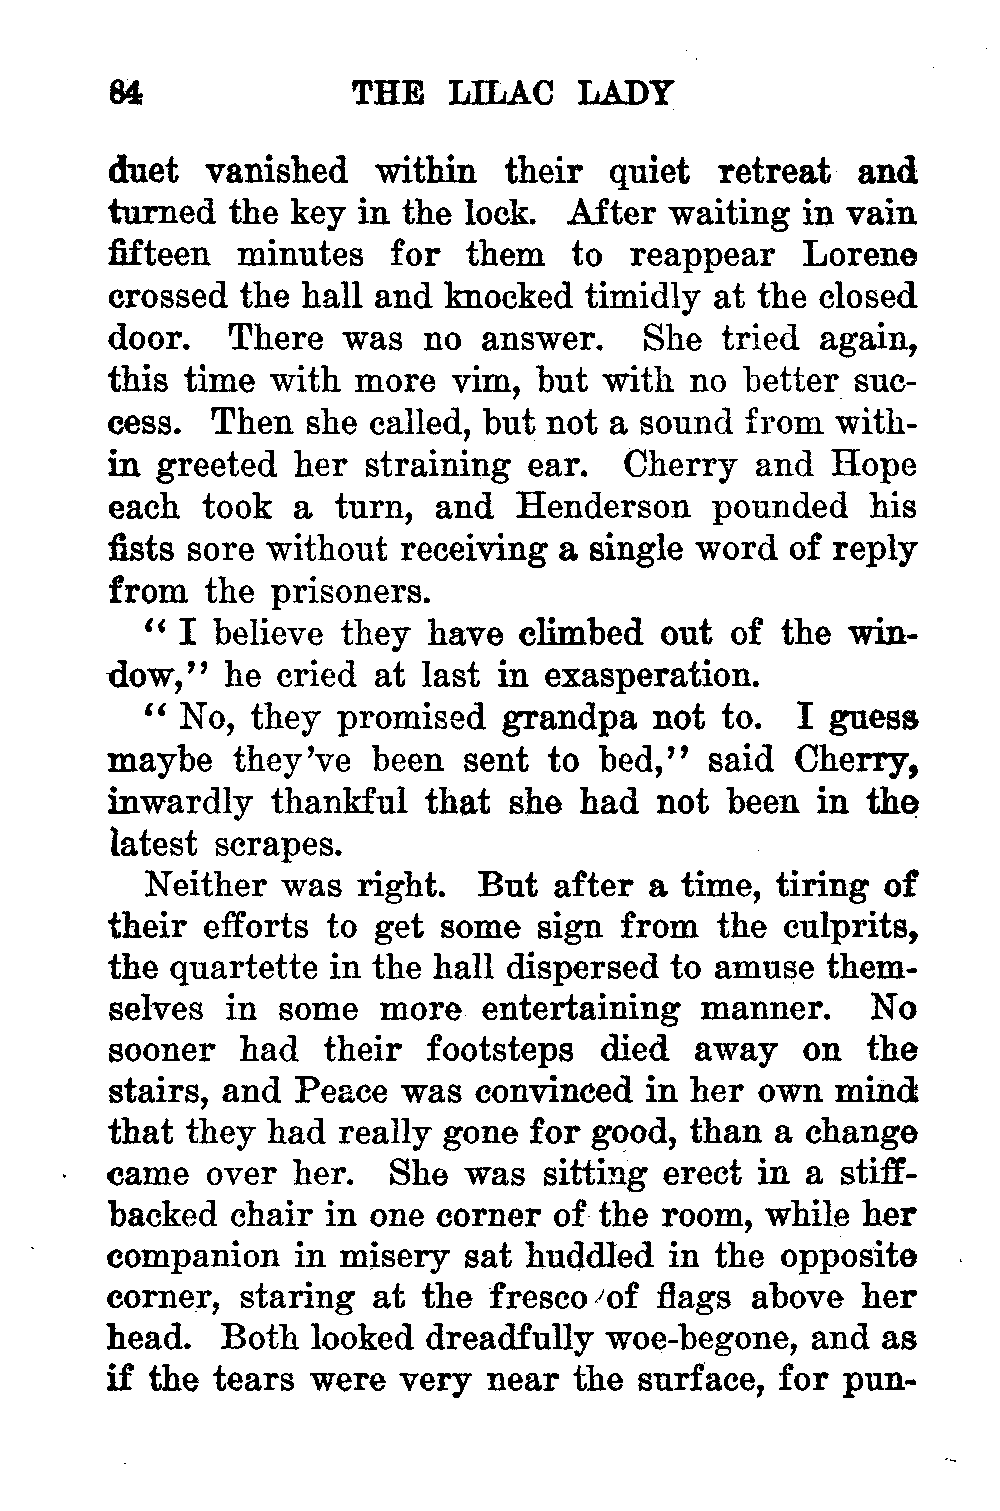 84 THE LILAC LADY
duet vanished within their quiet retreat and
turned the key in the lock. After waiting in vain
fifteen minutes for them to reappear Lorene
crossed the hall and knocked timidly at the closed
door. There was no answer. She tried again,
this time with more vim, but with no better suc-
cess. Then she called, but not a sound from with-
in greeted her straining ear. Cherry and Hope
each took a turn, and Henderson pounded his
fists sore without receiving a single word of reply
from the prisoners.
“ I believe they have climbed out of the win-
dow,” he cried at last in exasperation.
“ No, they promised grandpa not to. I guess
maybe they’ve been sent to bed,” said Cherry,
inwardly thankful that she had not been in the
latest scrapes.
Neither was right. But after a time, tiring of
their efforts to get some sign from the culprits,
the quartette in the hall dispersed to amuse them-
selves in some more entertaining manner. No
sooner had their footsteps died away on the
stairs, and Peace was convinced in her own mind
that they had really gone for good, than a change
came over her. She was sitting erect in a stiff-
backed chair in one corner of the room, while her
companion in misery sat huddled in the opposite
corner, staring at the fresco of flags above her
head. Both looked dreadfully woe-begone, and as
if the tears were very near the surface, for pun-